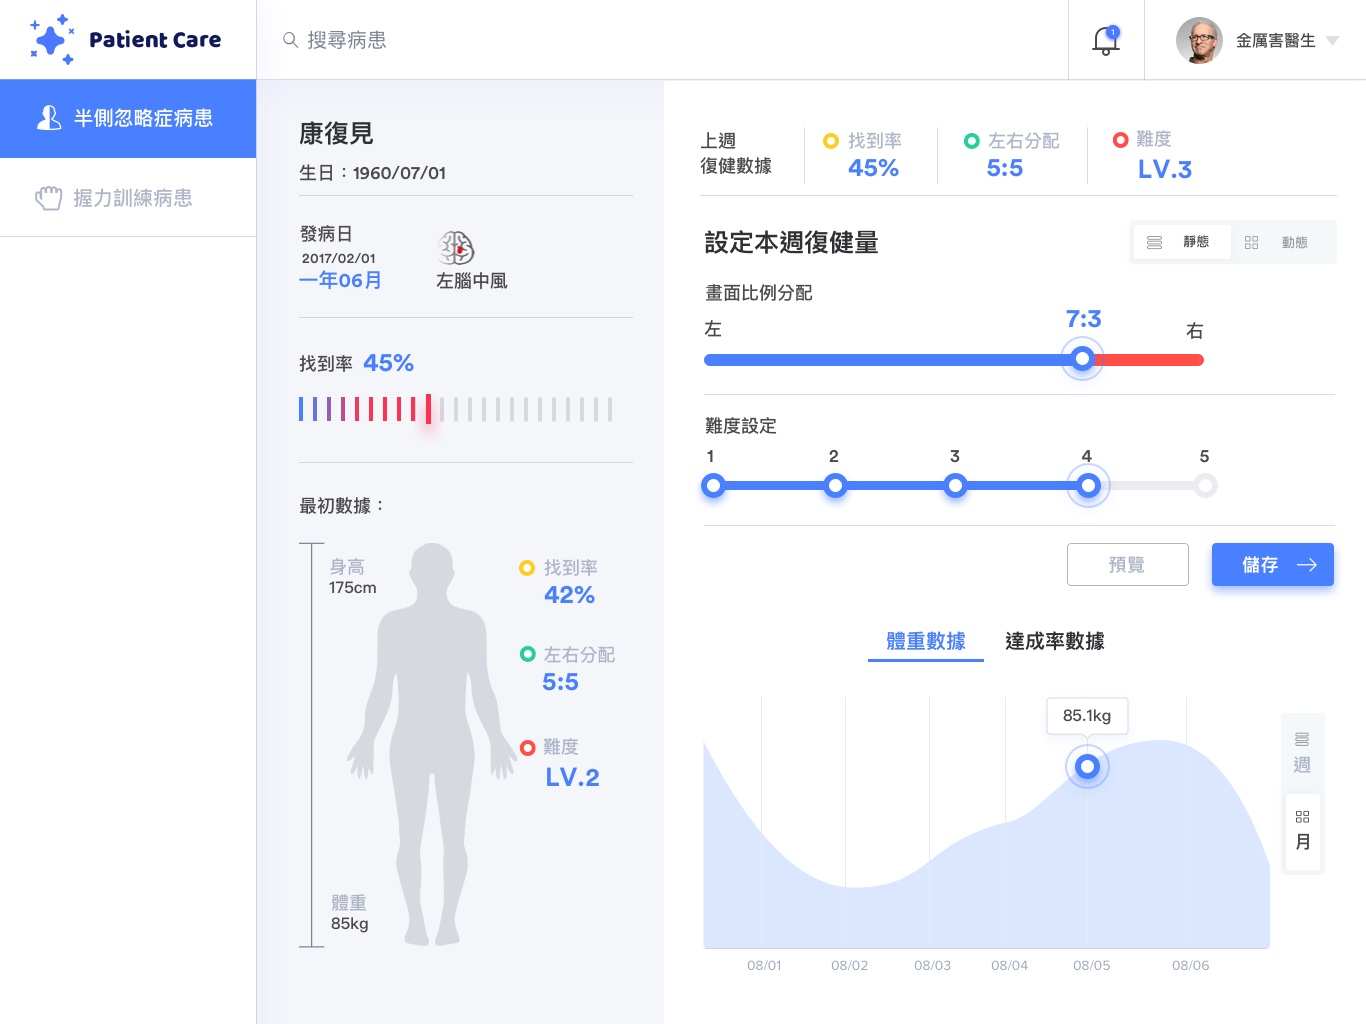 Patient Care
搜尋病患
1
金厲害醫生
半側忽略症病患
握力訓練病患
康復見
生日：1960/07/01
發病日
2017/02/01
一年06月
左腦中風
找到率 45%
最初數據：
身高
175cm
體重
85kg
找到率
42%
左右分配
5:5
難度
LV.2
上週
復健數據
找到率
45%
左右分配
5:5
難度
LV.3
設定本週復健量
靜態
動態
畫面比例分配
左
7:3
右
難度設定
1 2 3 4 5
預覽
儲存
體重數據
達成率數據
85.1kg
週
月
08/01 08/02 08/03 08/04 08/05 08/06